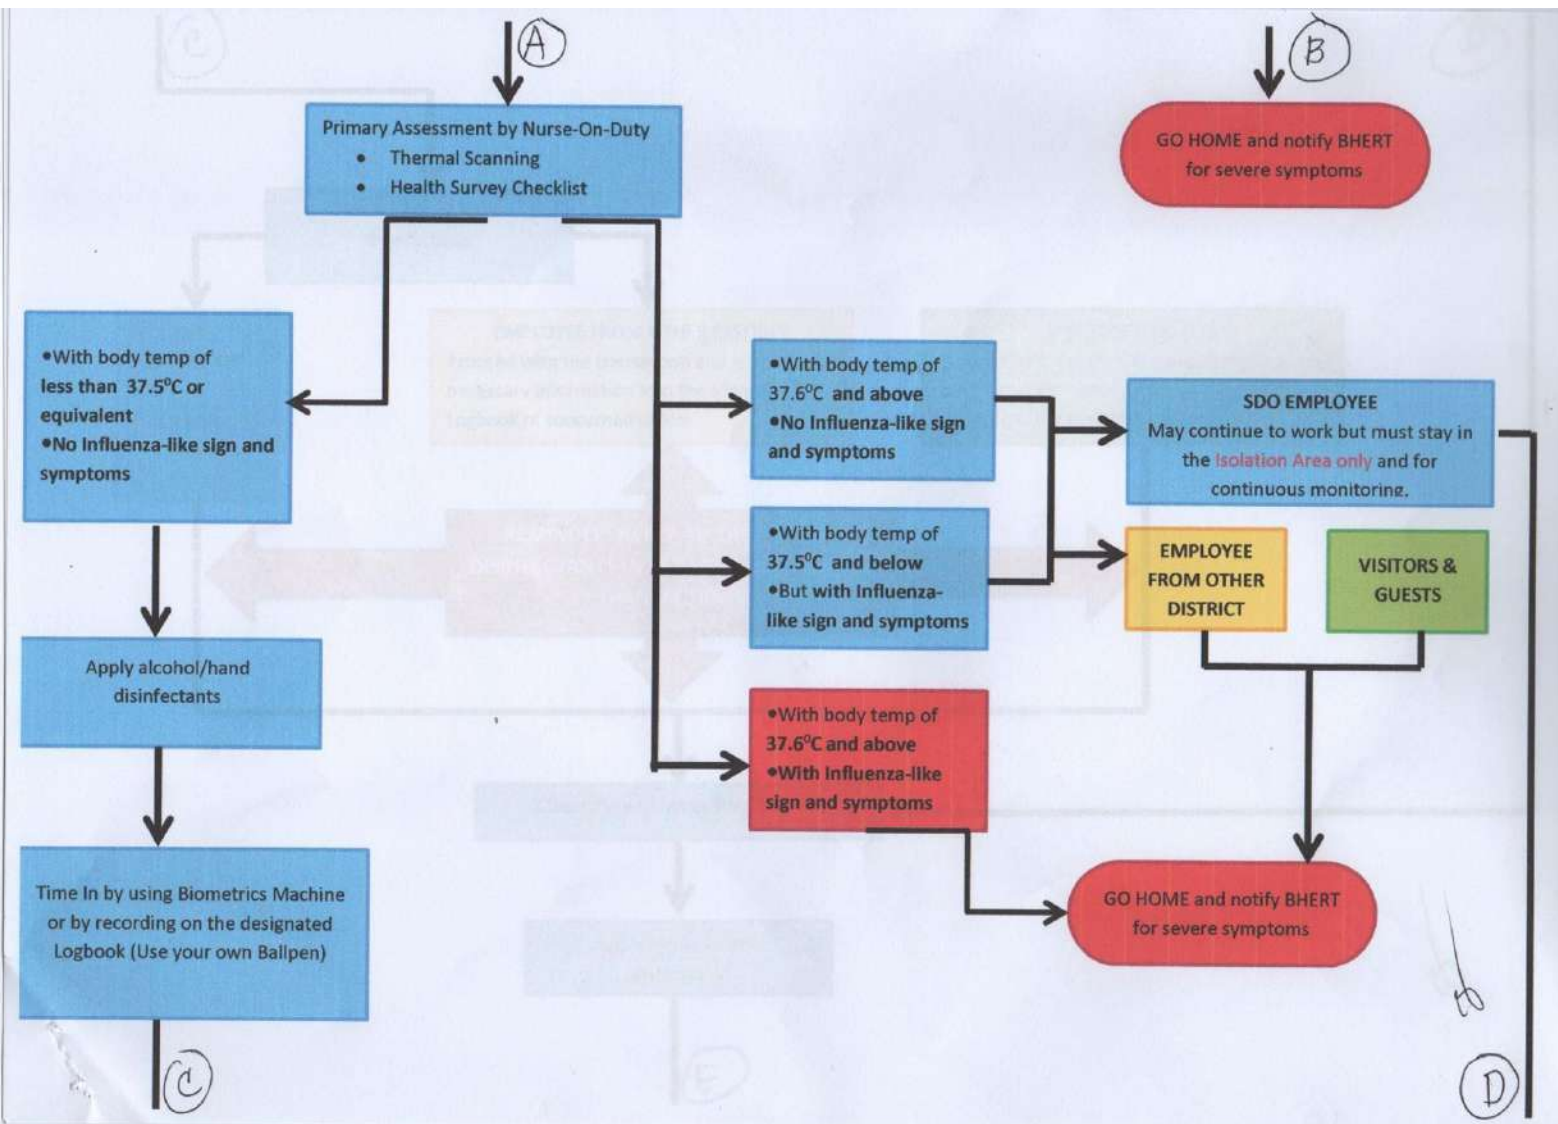 A
B
Primary Assessment by Nurse-On-Duty
• Thermal Scanning
• Health Survey Checklist
GO HOME and notify BHERT
for severe symptoms
•With body temp of
less than 37.5°C or
equivalent
•No Influenza-like sign and
symptoms
•With body temp of
37.6°C and above
•No Influenza-like sign
and symptoms
SDO EMPLOYEE
May continue to work but must stay in
the Isolation Area only and for
continuous monitoring.
•With body temp of
37.5°C and below
•But with Influenza-
like sign and symptoms
EMPLOYEE
FROM OTHER
DISTRICT
VISITORS &
GUESTS
Apply alcohol/hand
disinfectants
•With body temp of
37.6°C and above
•With Influenza-like
sign and symptoms
Time In by using Biometrics Machine
or by recording on the designated
Logbook (Use your own Ballpen)
GO HOME and notify BHERT
for severe symptoms
C
D